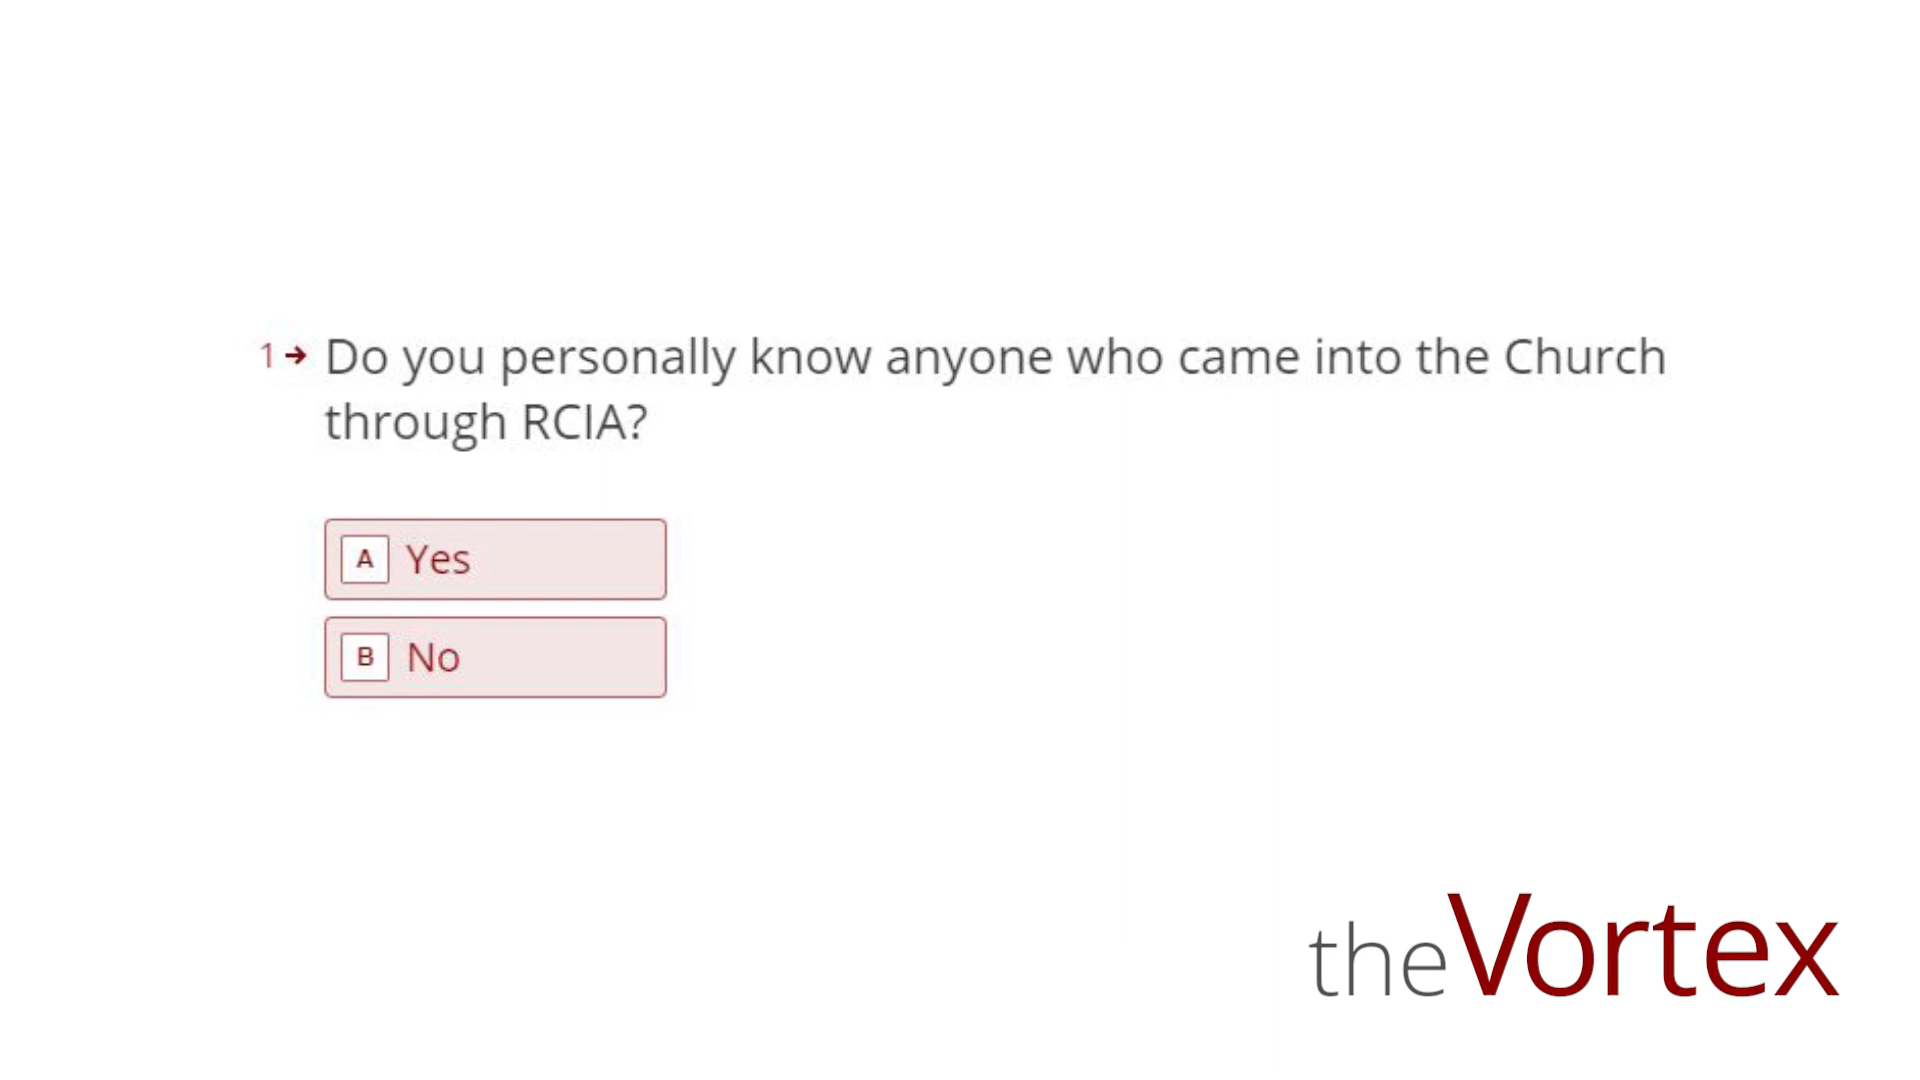 1 → Do you personally know anyone who came into the Church
through RCIA?
A Yes
B No
theVortex